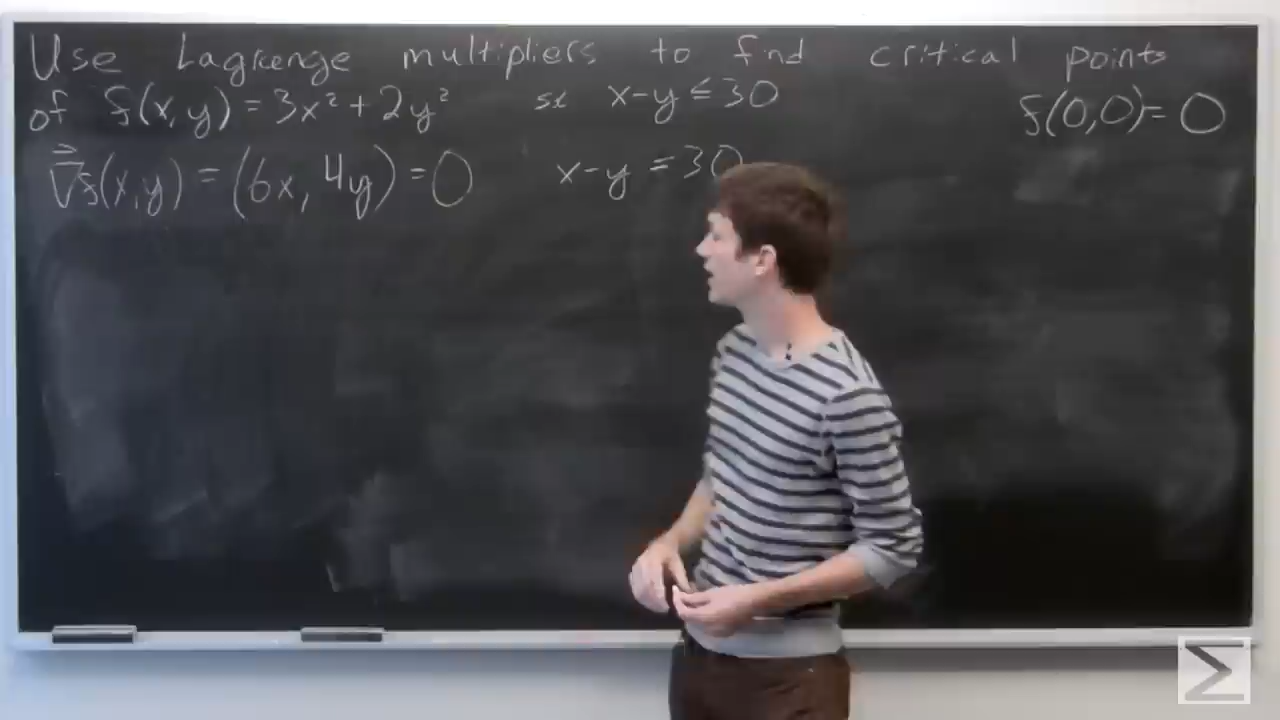 Use Lagrange multipliers to find critical points
of f(x,y) = 3x² + 2y² st x-y ≤ 30
f(0,0) = 0
∇⃗f(x,y) = (6x, 4y) = 0 x-y = 30
Σ